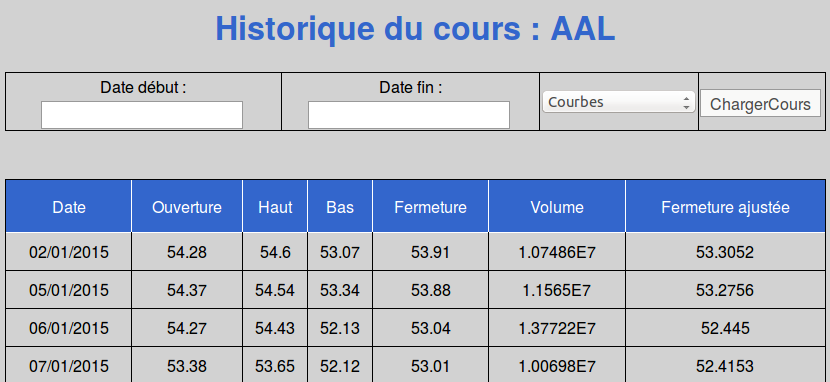 Historique du cours : AAL
Date début : Date fin : Courbes ChargerCours
Date Ouverture Haut Bas Fermeture Volume Fermeture ajustée
02/01/2015 54.28 54.6 53.07 53.91 1.07486E7 53.3052
05/01/2015 54.37 54.54 53.34 53.88 1.1565E7 53.2756
06/01/2015 54.27 54.43 52.13 53.04 1.37722E7 52.445
07/01/2015 53.38 53.65 52.12 53.01 1.00698E7 52.4153